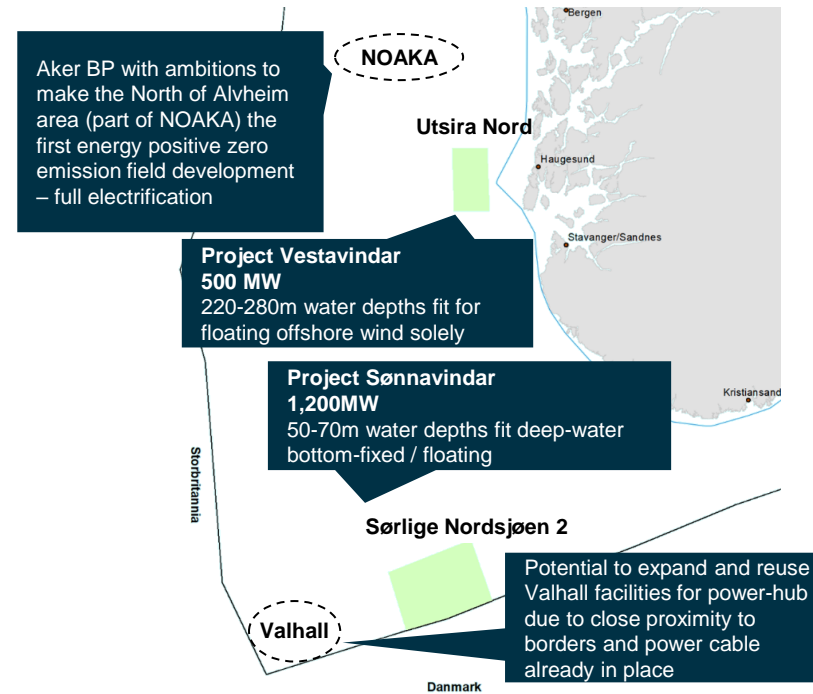 Bergen
NOAKA
Aker BP with ambitions to
make the North of Alvheim
area (part of NOAKA) the
first energy positive zero
emission field development
– full electrification
Utsira Nord
Haugesund
Stavanger/Sandnes
Project Vestavindar
500 MW
220-280m water depths fit for
floating offshore wind solely
Project Sønnavindar
1,200MW
50-70m water depths fit deep-water
bottom-fixed / floating
Kristiansand
Storbritannia
Sørlige Nordsjøen 2
Potential to expand and reuse
Valhall facilities for power-hub
due to close proximity to
borders and power cable
already in place
Valhall
Danmark